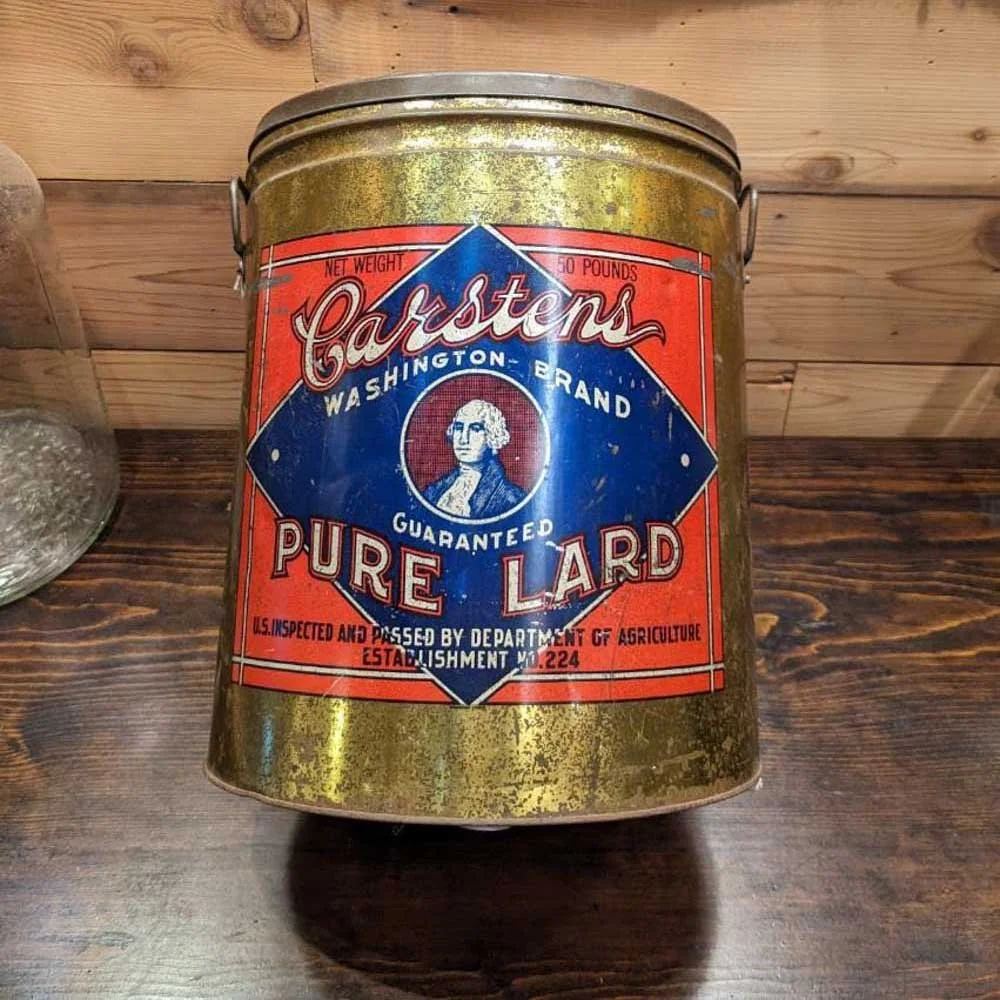 NET WEIGHT 50 POUNDS
Carstens
WASHINGTON BRAND
GUARANTEED
PURE LARD
U.S. INSPECTED AND PASSED BY DEPARTMENT OF AGRICULTURE
ESTABLISHMENT NO. 224